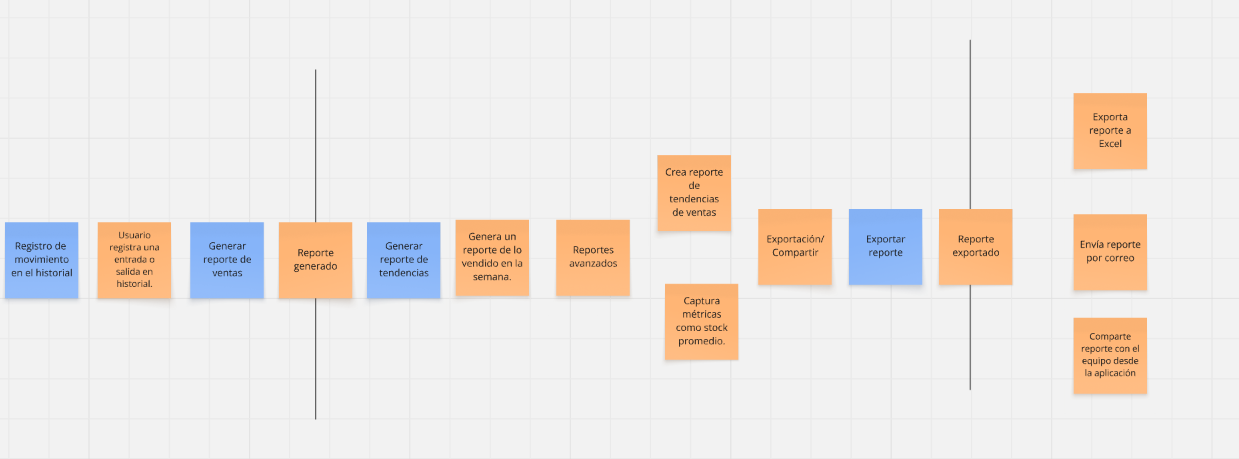 Registro de
movimiento
en el historial
Usuario
registra una
entrada o
salida en
historial.
Generar
reporte de
ventas
Reporte
generado
Generar
reporte de
tendencias
Genera un
reporte de lo
vendido en la
semana.
Reportes
avanzados
Crea reporte
de
tendencias
de ventas
Captura
métricas
como stock
promedio.
Exportación/
Compartir
Exportar
reporte
Reporte
exportado
Exporta
reporte a
Excel
Envía reporte
por correo
Comparte
reporte con el
equipo desde
la aplicación